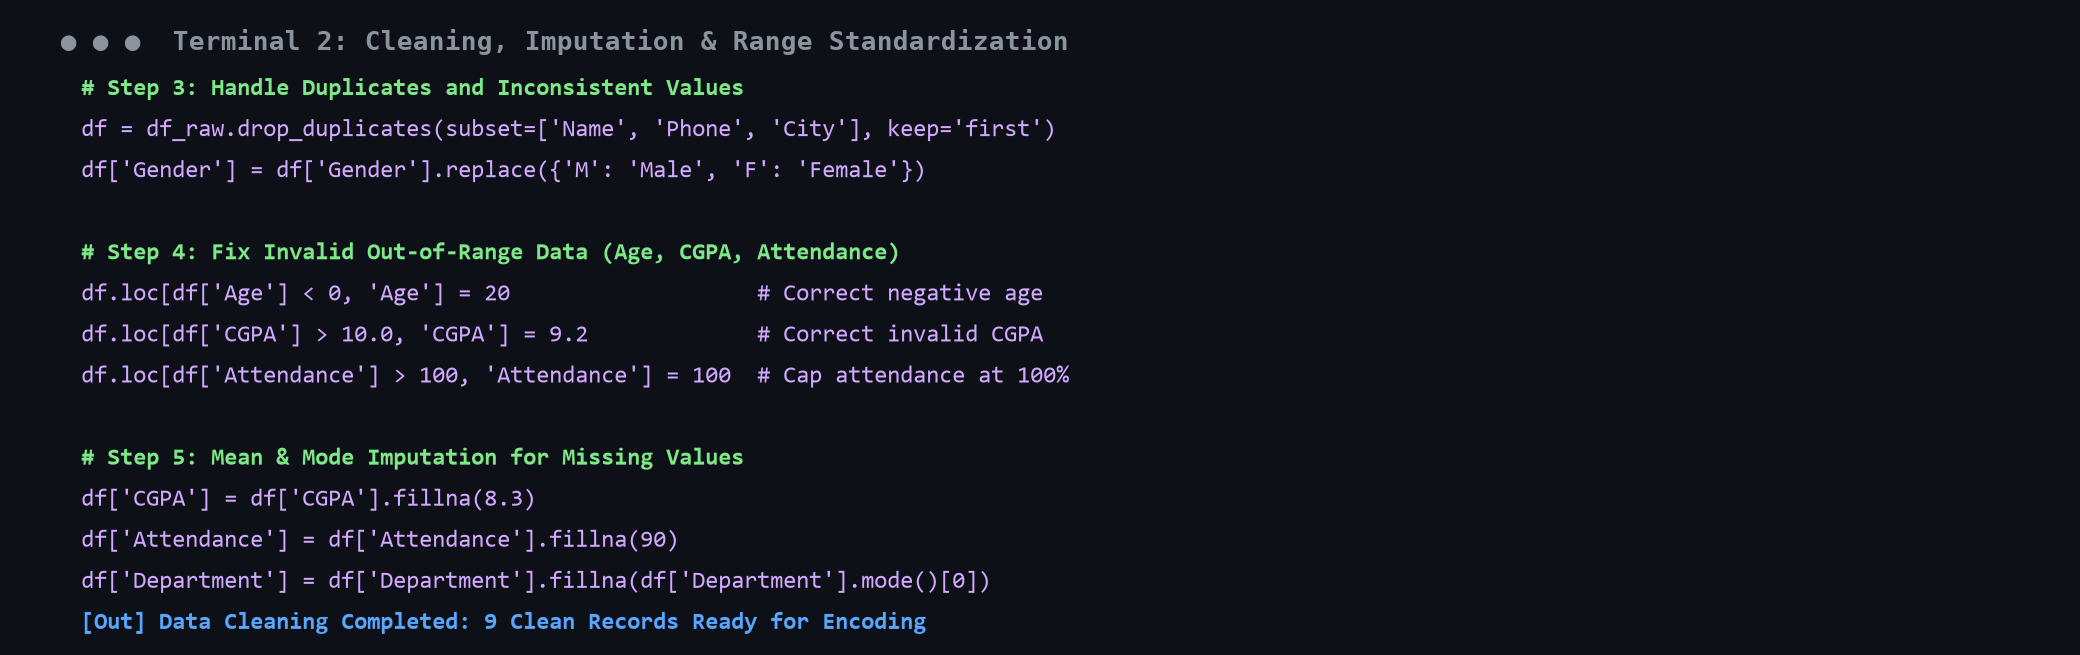 ● ● ● Terminal 2: Cleaning, Imputation & Range Standardization
# Step 3: Handle Duplicates and Inconsistent Values
df = df_raw.drop_duplicates(subset=['Name', 'Phone', 'City'], keep='first')
df['Gender'] = df['Gender'].replace({'M': 'Male', 'F': 'Female'})
# Step 4: Fix Invalid Out-of-Range Data (Age, CGPA, Attendance)
df.loc[df['Age'] < 0, 'Age'] = 20 # Correct negative age
df.loc[df['CGPA'] > 10.0, 'CGPA'] = 9.2 # Correct invalid CGPA
df.loc[df['Attendance'] > 100, 'Attendance'] = 100 # Cap attendance at 100%
# Step 5: Mean & Mode Imputation for Missing Values
df['CGPA'] = df['CGPA'].fillna(8.3)
df['Attendance'] = df['Attendance'].fillna(90)
df['Department'] = df['Department'].fillna(df['Department'].mode()[0])
[Out] Data Cleaning Completed: 9 Clean Records Ready for Encoding